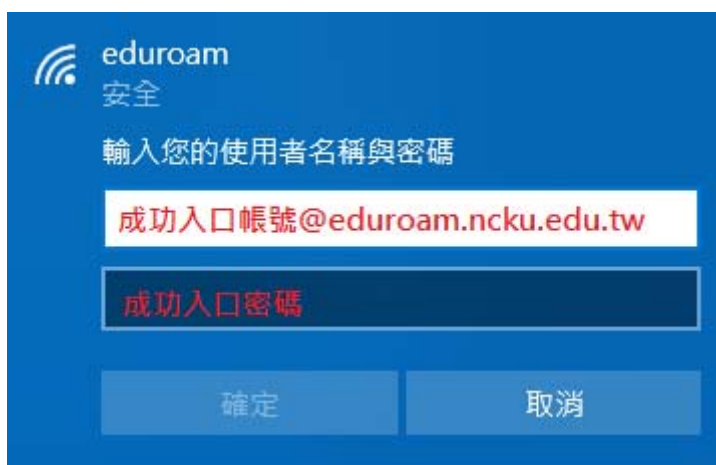 eduroam
安全
輸入您的使用者名稱與密碼
成功入口帳號@eduroam.ncku.edu.tw
成功入口密碼
確定
取消